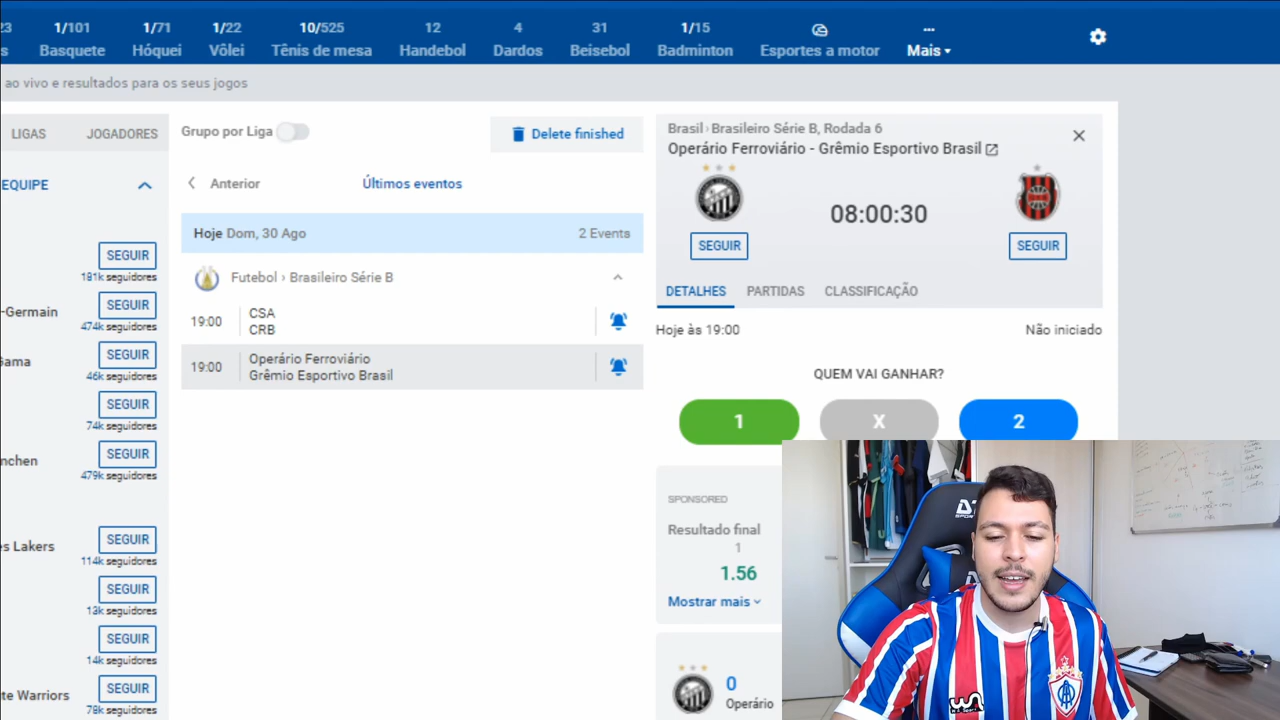 23 1/101 1/71 1/22 10/525 12 4 31 1/15 ...
s Basquete Hóquei Vôlei Tênis de mesa Handebol Dardos Beisebol Badminton Esportes a motor Mais
ao vivo e resultados para os seus jogos
LIGAS JOGADORES
EQUIPE
SEGUIR
181k seguidores
-Germain
SEGUIR
474k seguidores
Gama
SEGUIR
46k seguidores
SEGUIR
74k seguidores
nchen
SEGUIR
479k seguidores
es Lakers
SEGUIR
114k seguidores
SEGUIR
13k seguidores
SEGUIR
14k seguidores
te Warriors
SEGUIR
78k seguidores
Grupo por Liga
Delete finished
Anterior
Últimos eventos
Hoje Dom, 30 Ago 2 Events
Futebol › Brasileiro Série B
19:00
CSA
CRB
19:00
Operário Ferroviário
Grêmio Esportivo Brasil
Brasil › Brasileiro Série B, Rodada 6
Operário Ferroviário - Grêmio Esportivo Brasil
08:00:30
SEGUIR
SEGUIR
DETALHES PARTIDAS CLASSIFICAÇÃO
Hoje às 19:00 Não iniciado
QUEM VAI GANHAR?
1 X 2
SPONSORED
Resultado final
1
1.56
Mostrar mais
0
Operário